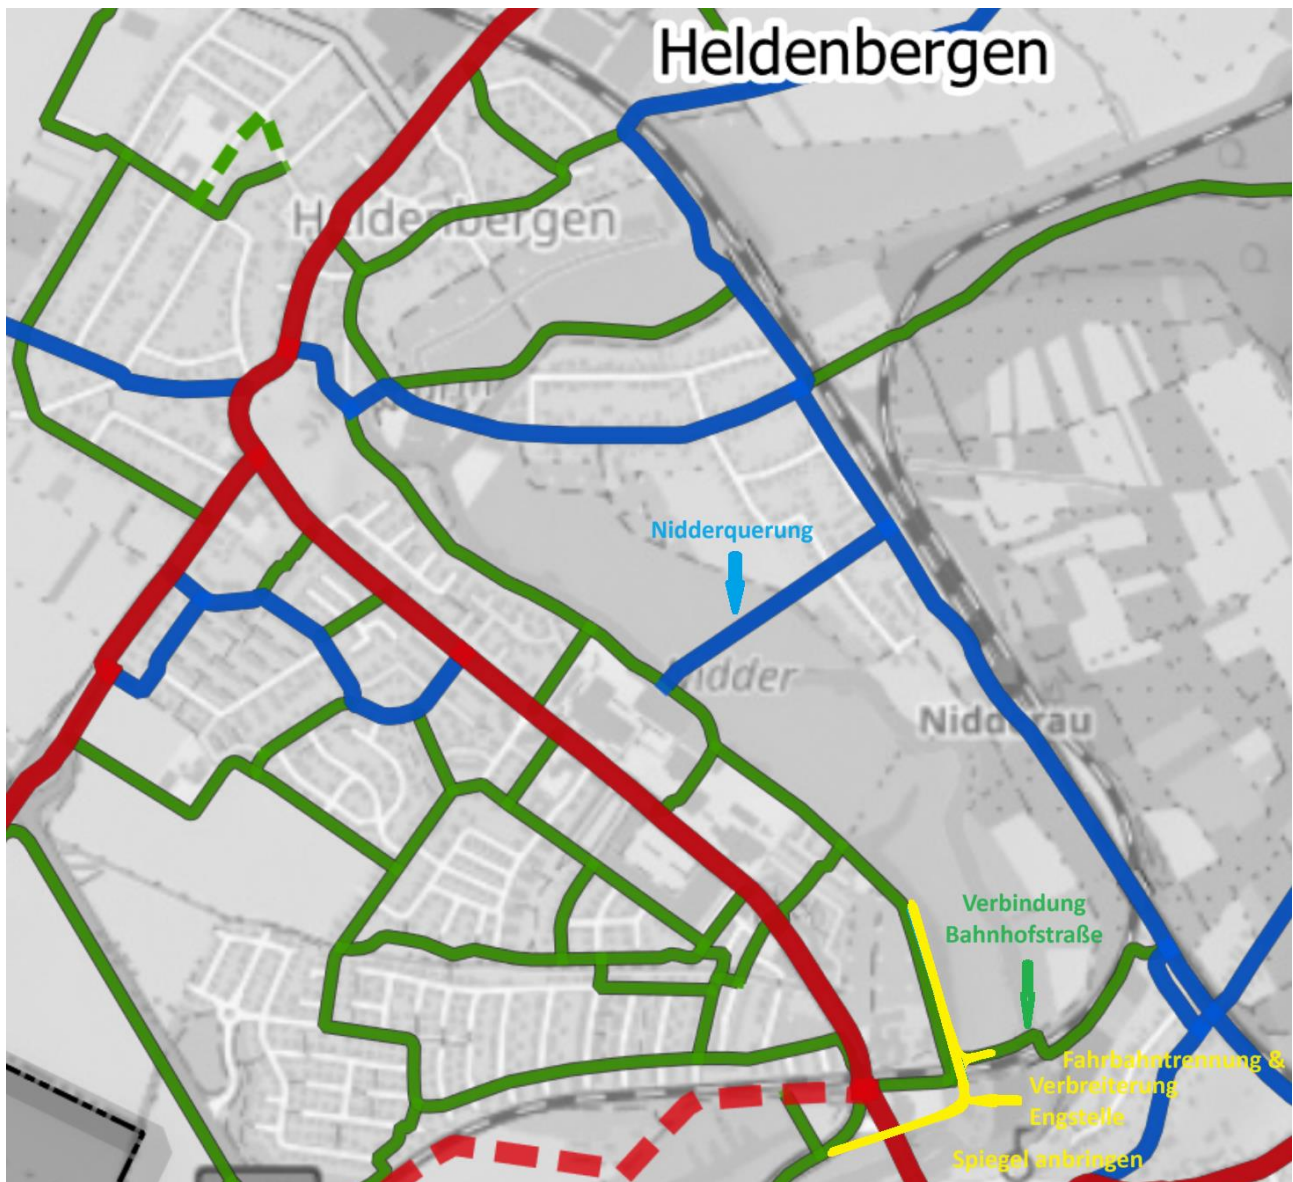 Heldenbergen
Heldenbergen
Nidderquerung
Nidder
Nidderau
Verbindung
Bahnhofstraße
Fahrbahntrennung &
Verbreiterung
Engstelle
Spiegel anbringen